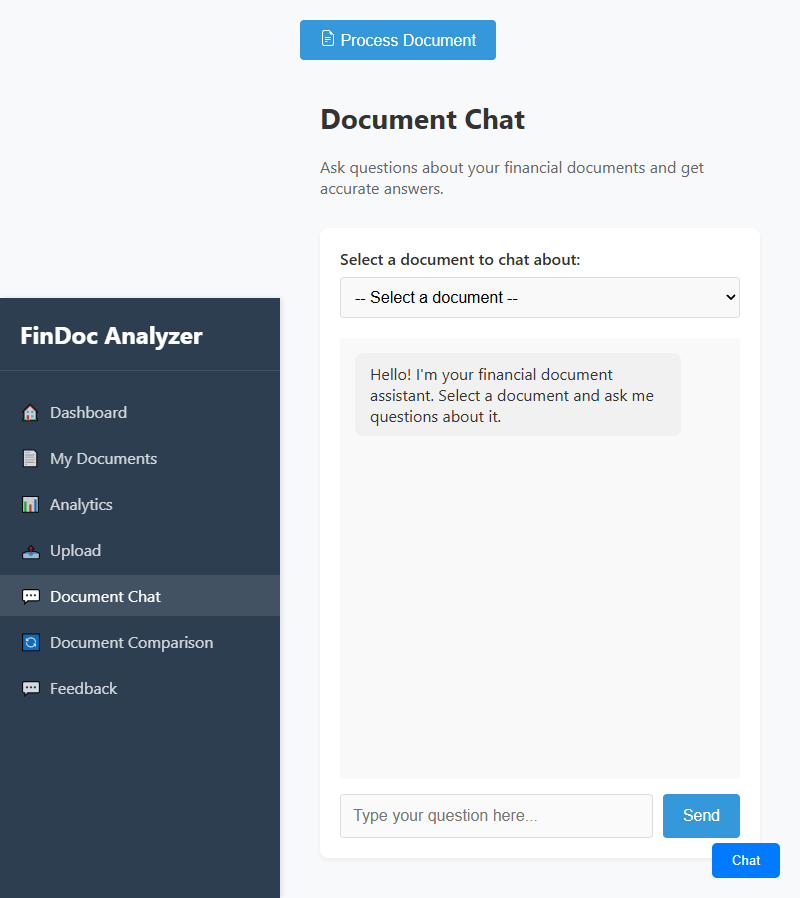 Process Document
Document Chat
Ask questions about your financial documents and get
accurate answers.
Select a document to chat about:
-- Select a document --
Hello! I'm your financial document
assistant. Select a document and ask me
questions about it.
Type your question here...
Send
Chat
FinDoc Analyzer
Dashboard
My Documents
Analytics
Upload
Document Chat
Document Comparison
Feedback